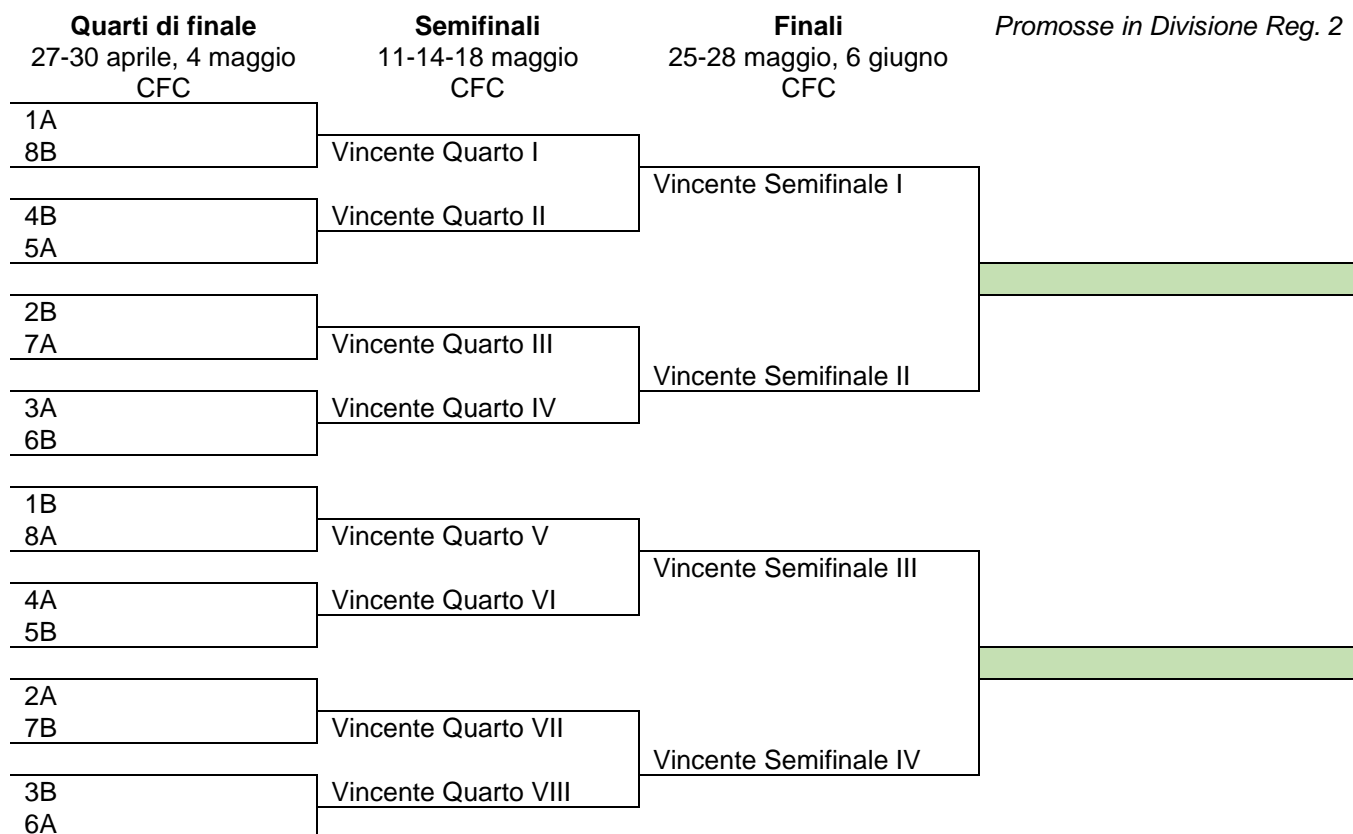 Quarti di finale
27-30 aprile, 4 maggio
CFC
Semifinali
11-14-18 maggio
CFC
Finali
25-28 maggio, 6 giugno
CFC
Promosse in Divisione Reg. 2
1A
8B
4B
5A
2B
7A
3A
6B
1B
8A
4A
5B
2A
7B
3B
6A
Vincente Quarto I
Vincente Quarto II
Vincente Quarto III
Vincente Quarto IV
Vincente Quarto V
Vincente Quarto VI
Vincente Quarto VII
Vincente Quarto VIII
Vincente Semifinale I
Vincente Semifinale II
Vincente Semifinale III
Vincente Semifinale IV